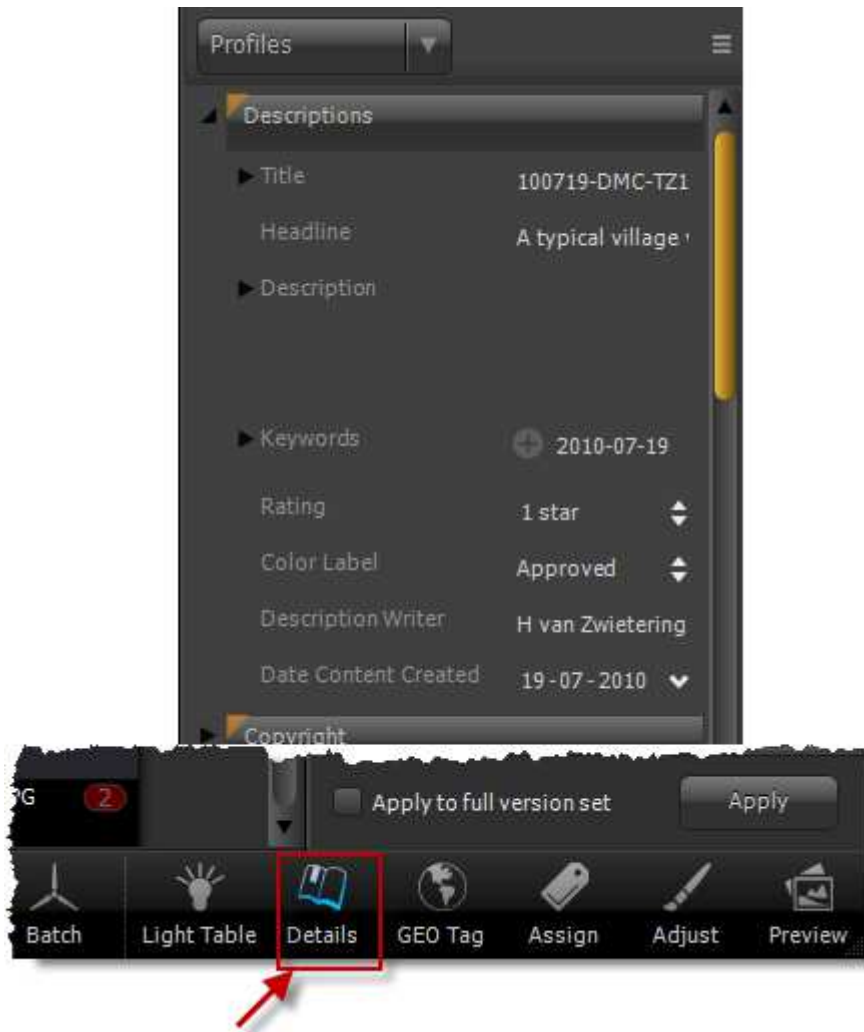 Profiles
Descriptions
Title 100719-DMC-TZ1
Headline A typical village
Description
Keywords 2010-07-19
Rating 1 star
Color Label Approved
Description Writer H van Zwietering
Date Content Created 19-07-2010
Copyright
PG 2 Apply to full version set Apply
Batch Light Table Details GEO Tag Assign Adjust Preview